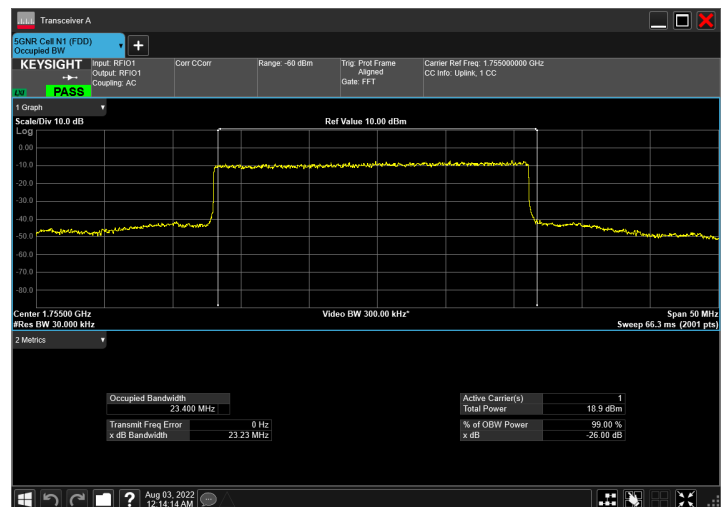 Transceiver A
5GNR Cell N1 (FDD)
Occupied BW
KEYSIGHT
Input: RFIO1
Output: RFIO1
Coupling: AC
Corr CCorr
Range: -60 dBm
Trig: Prot Frame
Aligned
Gate: FFT
Carrier Ref Freq: 1.755000000 GHz
CC Info: Uplink, 1 CC
LXI
PASS
1 Graph
Scale/Div 10.0 dB
Ref Value 10.00 dBm
Log
0.00
-10.0
-20.0
-30.0
-40.0
-50.0
-60.0
-70.0
-80.0
Center 1.75500 GHz
Video BW 300.00 kHz*
Span 50 MHz
#Res BW 30.000 kHz
Sweep 66.3 ms (2001 pts)
2 Metrics
Occupied Bandwidth
23.400 MHz
Transmit Freq Error 0 Hz
x dB Bandwidth 23.23 MHz
Active Carrier(s) 1
Total Power 18.9 dBm
% of OBW Power 99.00 %
x dB -26.00 dB
?
Aug 03, 2022
12:14:14 AM